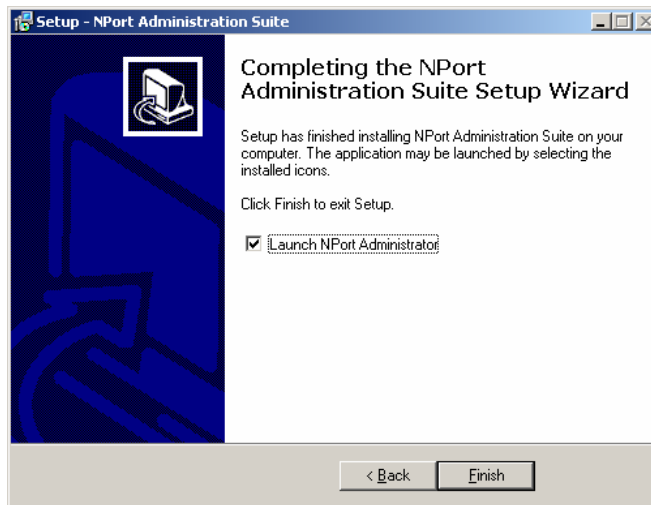 Setup - NPort Administration Suite
Completing the NPort
Administration Suite Setup Wizard
Setup has finished installing NPort Administration Suite on your
computer. The application may be launched by selecting the
installed icons.
Click Finish to exit Setup.
Launch NPort Administrator
< Back
Finish